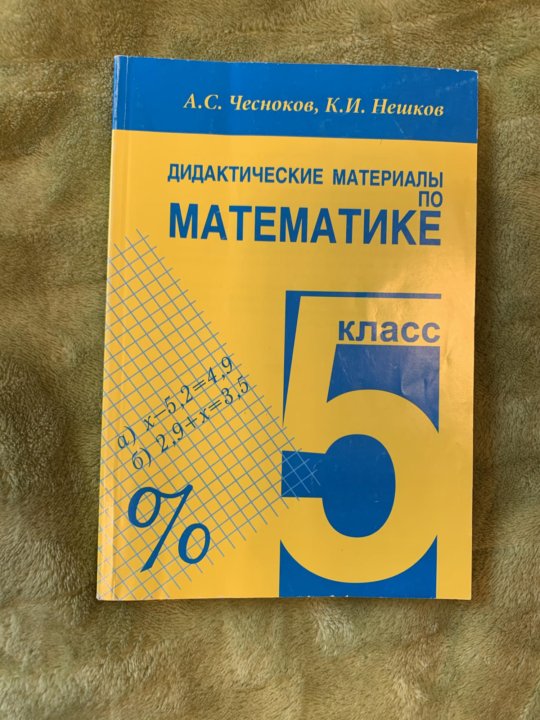 А.С. Чесноков, К.И. Нешков
ДИДАКТИЧЕСКИЕ МАТЕРИАЛЫ
ПО
МАТЕМАТИКЕ
класс
5
а) x−5,2=4,9
б) 2,9+x=3,5
%